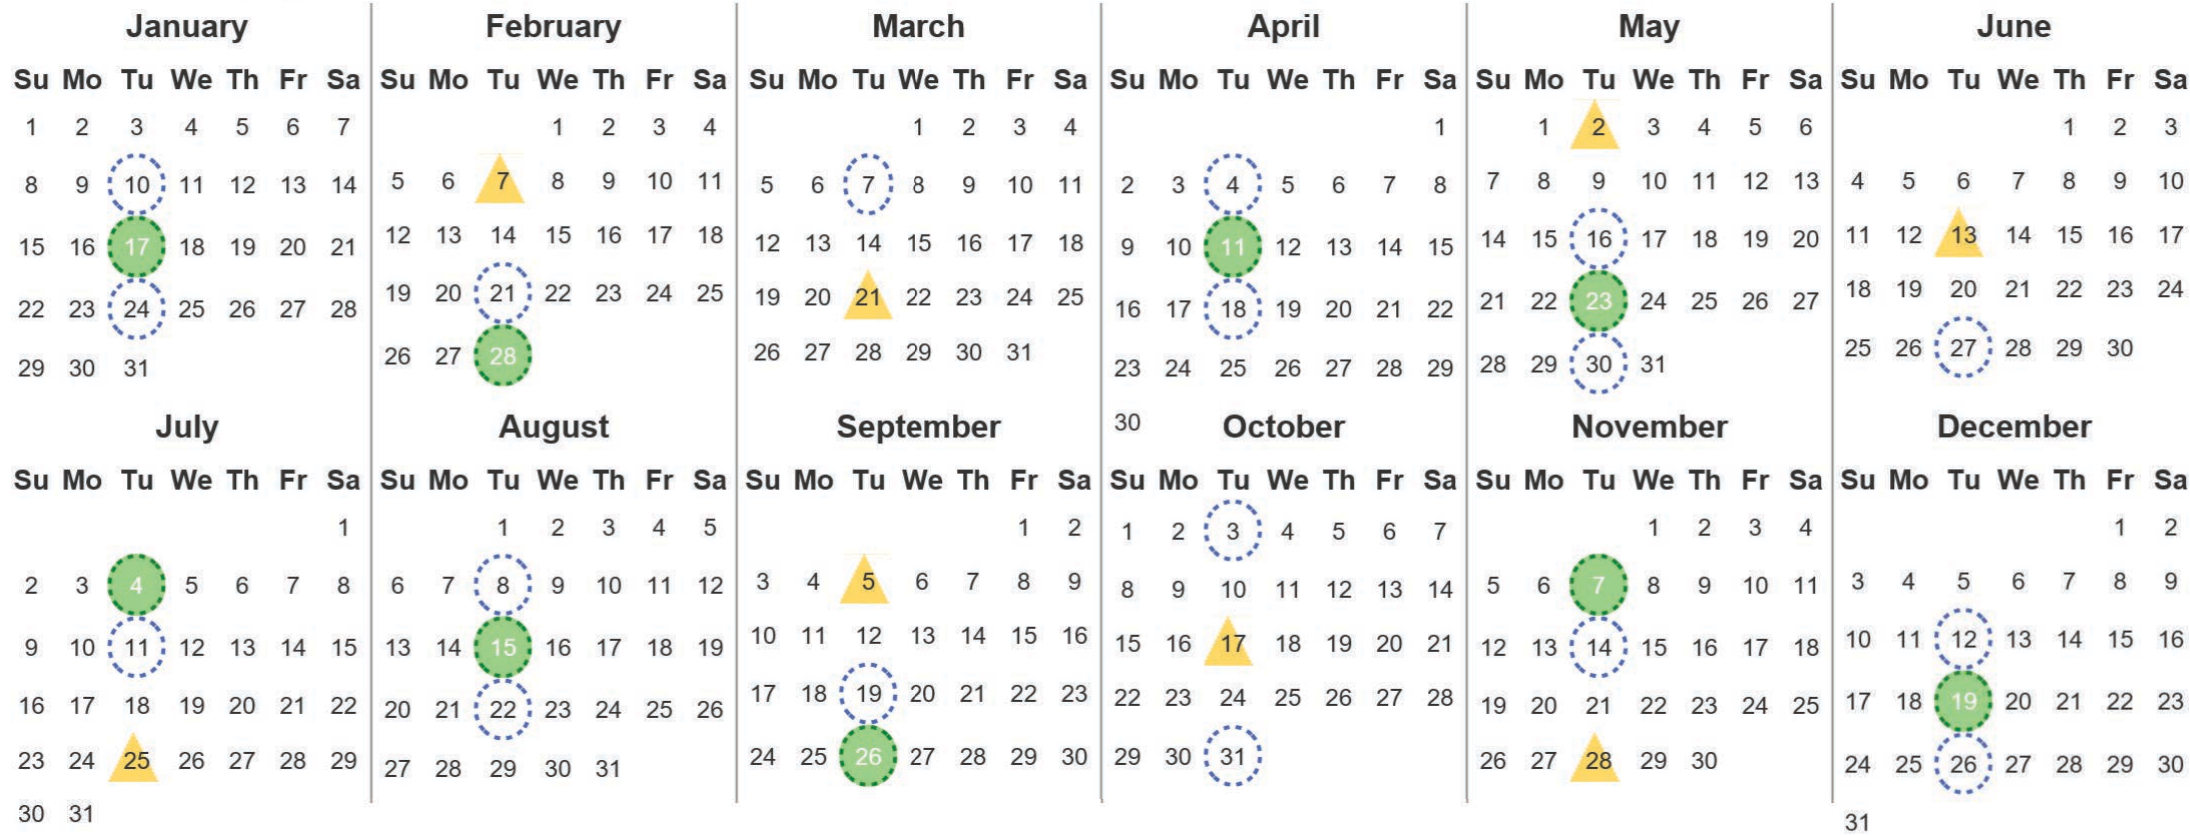 January
Su Mo Tu We Th Fr Sa
1 2 3 4 5 6 7
8 9 10 11 12 13 14
15 16 17 18 19 20 21
22 23 24 25 26 27 28
29 30 31
February
Su Mo Tu We Th Fr Sa
1 2 3 4
5 6 7 8 9 10 11
12 13 14 15 16 17 18
19 20 21 22 23 24 25
26 27 28
March
Su Mo Tu We Th Fr Sa
1 2 3 4
5 6 7 8 9 10 11
12 13 14 15 16 17 18
19 20 21 22 23 24 25
26 27 28 29 30 31
April
Su Mo Tu We Th Fr Sa
1
2 3 4 5 6 7 8
9 10 11 12 13 14 15
16 17 18 19 20 21 22
23 24 25 26 27 28 29
30
May
Su Mo Tu We Th Fr Sa
1 2 3 4 5 6
7 8 9 10 11 12 13
14 15 16 17 18 19 20
21 22 23 24 25 26 27
28 29 30 31
June
Su Mo Tu We Th Fr Sa
1 2 3
4 5 6 7 8 9 10
11 12 13 14 15 16 17
18 19 20 21 22 23 24
25 26 27 28 29 30
July
Su Mo Tu We Th Fr Sa
1
2 3 4 5 6 7 8
9 10 11 12 13 14 15
16 17 18 19 20 21 22
23 24 25 26 27 28 29
30 31
August
Su Mo Tu We Th Fr Sa
1 2 3 4 5
6 7 8 9 10 11 12
13 14 15 16 17 18 19
20 21 22 23 24 25 26
27 28 29 30 31
September
Su Mo Tu We Th Fr Sa
1 2
3 4 5 6 7 8 9
10 11 12 13 14 15 16
17 18 19 20 21 22 23
24 25 26 27 28 29 30
October
Su Mo Tu We Th Fr Sa
1 2 3 4 5 6 7
8 9 10 11 12 13 14
15 16 17 18 19 20 21
22 23 24 25 26 27 28
29 30 31
November
Su Mo Tu We Th Fr Sa
1 2 3 4
5 6 7 8 9 10 11
12 13 14 15 16 17 18
19 20 21 22 23 24 25
26 27 28 29 30
December
Su Mo Tu We Th Fr Sa
1 2
3 4 5 6 7 8 9
10 11 12 13 14 15 16
17 18 19 20 21 22 23
24 25 26 27 28 29 30
31